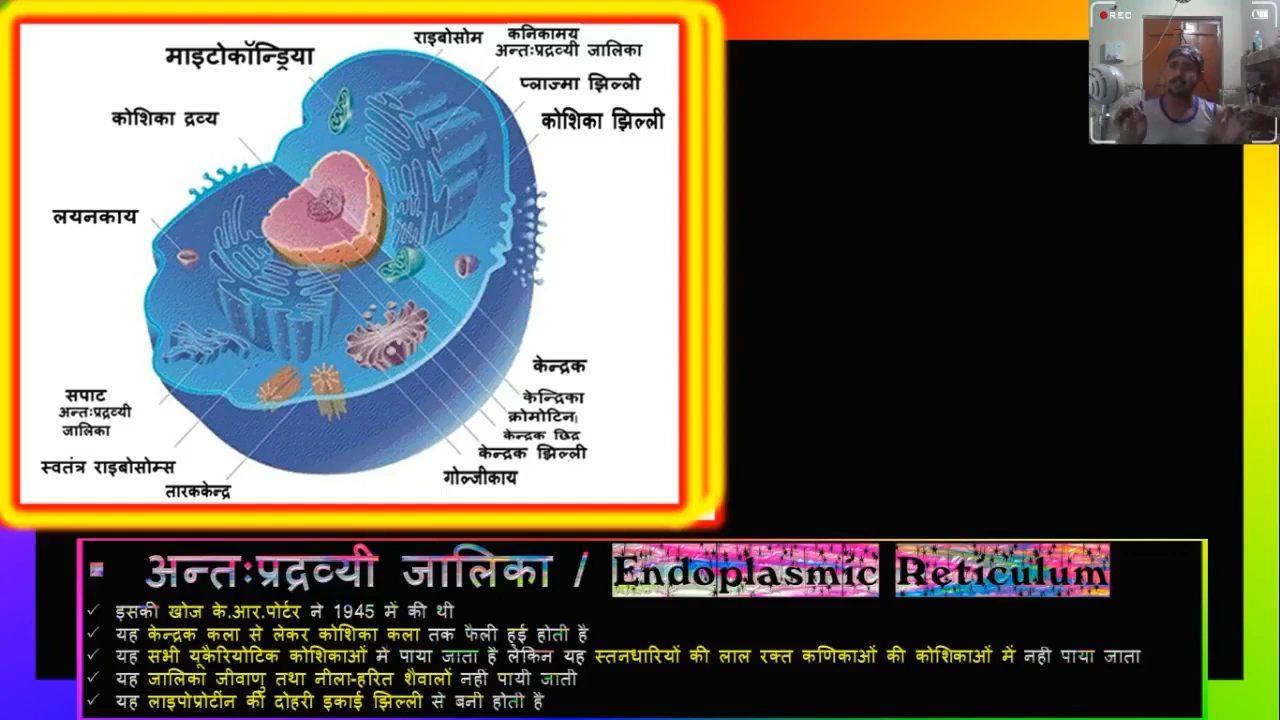 REC
राइबोसोम
कनिकामय
अन्तःप्रद्रव्यी जालिका
माइटोकॉन्ड्रिया
प्लाज्मा झिल्ली
कोशिका द्रव्य
कोशिका झिल्ली
लयनकाय
केन्द्रक
सपाट
अन्तःप्रद्रव्यी
जालिका
केन्द्रिका
क्रोमोटिन
केन्द्रक छिद्र
केन्द्रक झिल्ली
स्वतंत्र राइबोसोम्स
गोल्जीकाय
तारककेन्द्र
अन्तःप्रद्रव्यी जालिका / Endoplasmic Reticulum
✓ इसकी खोज के.आर.पोर्टर ने 1945 में की थी
✓ यह केन्द्रक कला से लेकर कोशिका कला तक फैली हुई होती है
✓ यह सभी यूकैरियोटिक कोशिकाओं में पाया जाता है लेकिन यह स्तनधारियों की लाल रक्त कणिकाओं की कोशिकाओं में नही पाया जाता
✓ यह जालिका जीवाणु तथा नीला-हरित शैवालों नहीं पायी जाती
✓ यह लाइपोप्रोटीन की दोहरी इकाई झिल्ली से बनी होती है